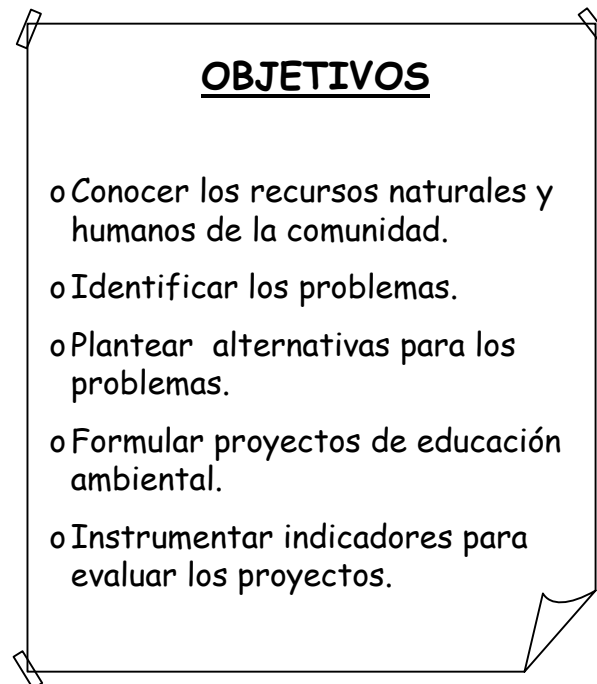 OBJETIVOS
o Conocer los recursos naturales y
humanos de la comunidad.
o Identificar los problemas.
o Plantear alternativas para los
problemas.
o Formular proyectos de educación
ambiental.
o Instrumentar indicadores para
evaluar los proyectos.